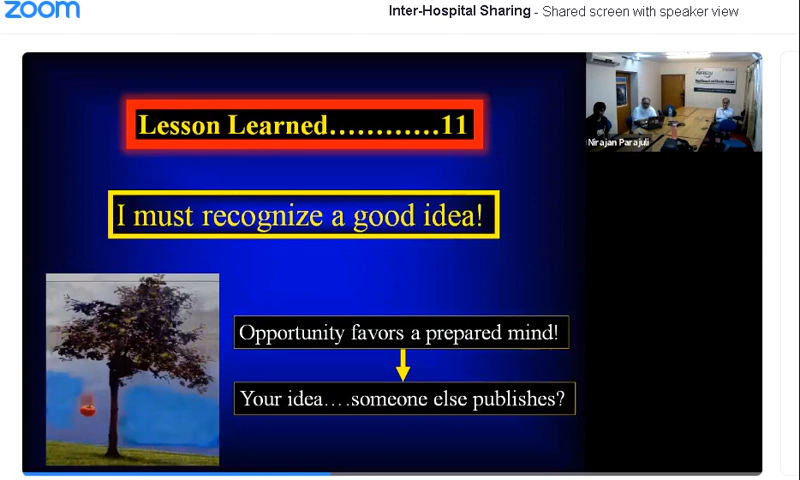 zoom
Inter-Hospital Sharing - Shared screen with speaker view
Lesson Learned............11
Nirajan Parajuli
I must recognize a good idea!
Opportunity favors a prepared mind!
Your idea....someone else publishes?